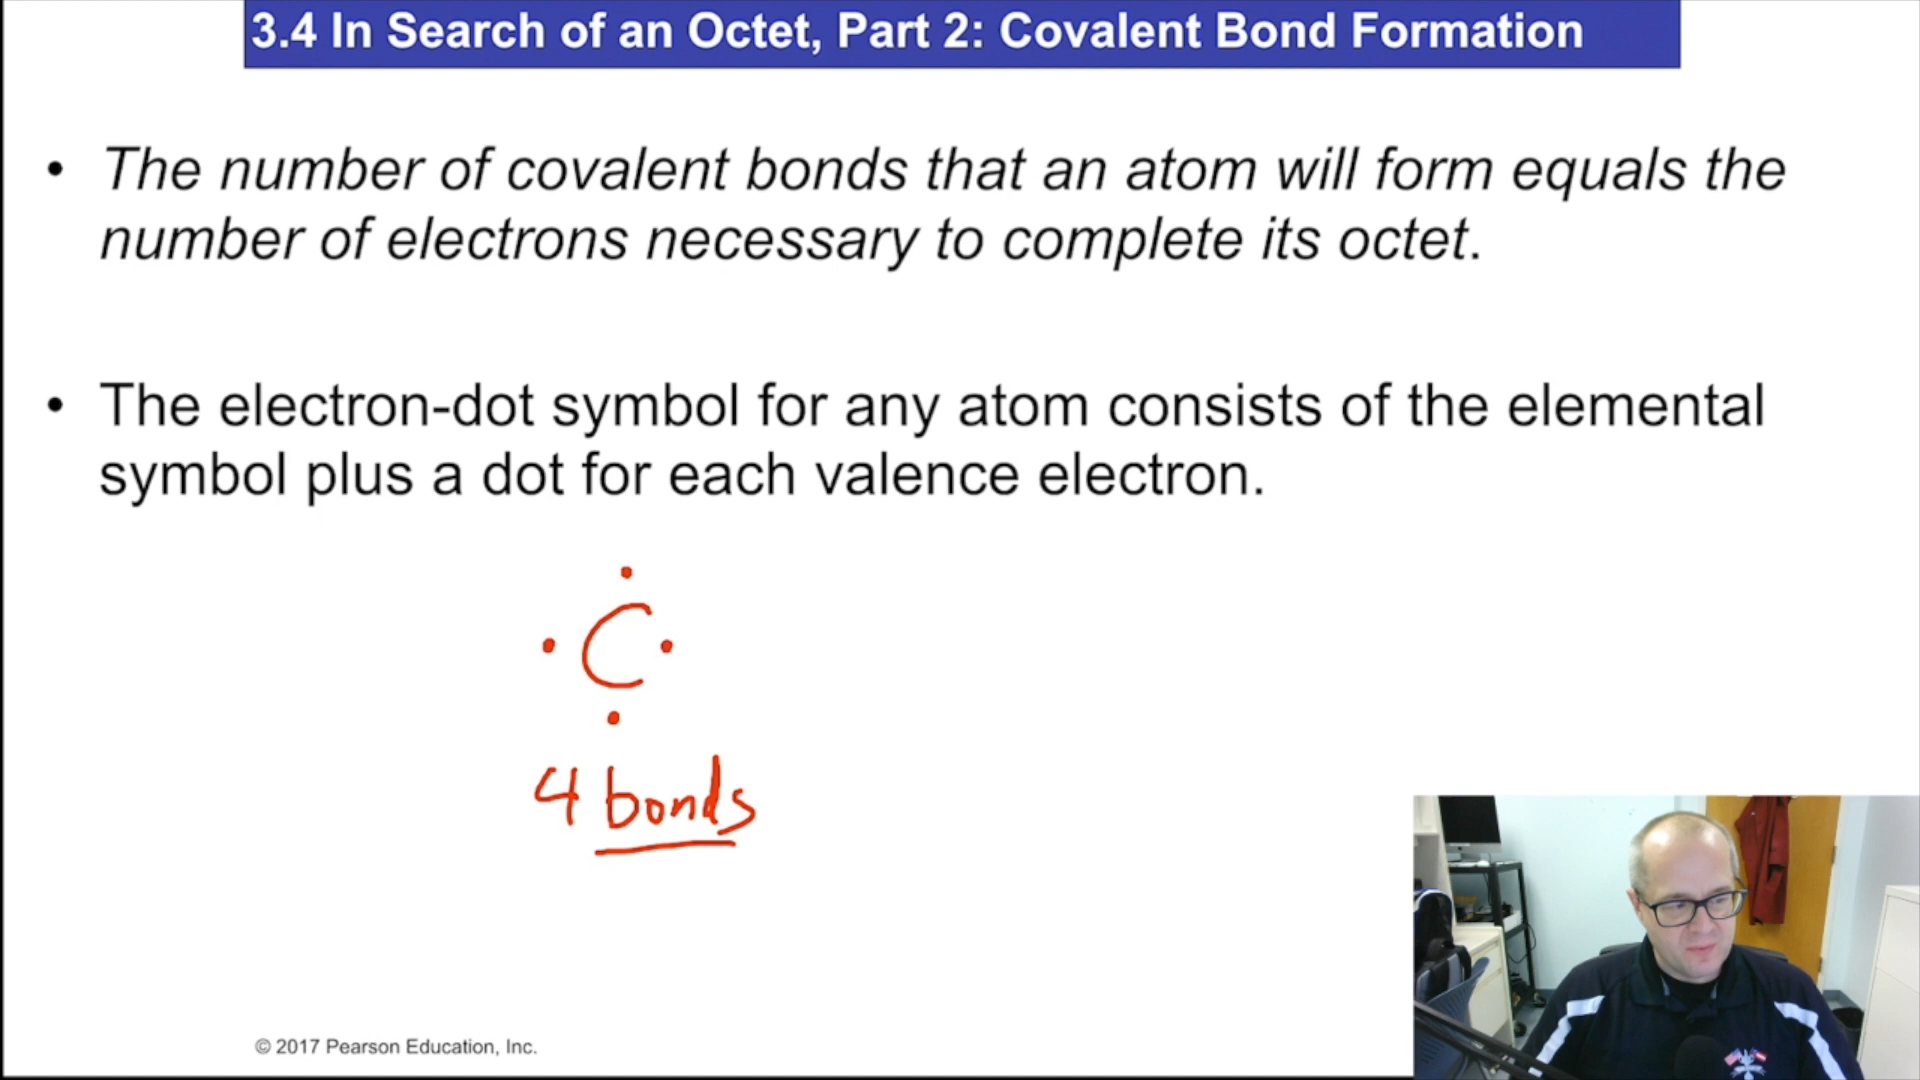 3.4 In Search of an Octet, Part 2: Covalent Bond Formation
• The number of covalent bonds that an atom will form equals the
number of electrons necessary to complete its octet.
• The electron-dot symbol for any atom consists of the elemental
symbol plus a dot for each valence electron.
C
4 bonds
© 2017 Pearson Education, Inc.